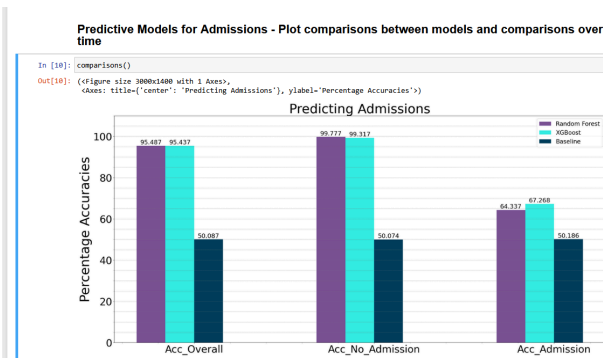 Predictive Models for Admissions - Plot comparisons between models and comparisons over
time
In [10]: comparisons()
Out[10]: (<Figure size 3000x1400 with 1 Axes>,
<Axes: title={'center': 'Predicting Admissions'}, ylabel='Percentage Accuracies'>)
Predicting Admissions
Random Forest
XGBoost
Baseline
Percentage Accuracies
100
80
60
40
20
0
95.487 95.437 50.087
99.777 99.317 50.074
64.337 67.268 50.186
Acc_Overall Acc_No_Admission Acc_Admission